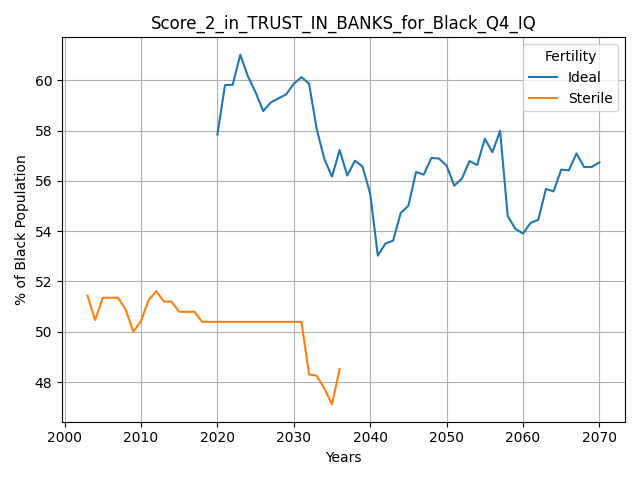 Score_2_in_TRUST_IN_BANKS_for_Black_Q4_IQ
Fertility
Ideal
Sterile
% of Black Population
60
58
56
54
52
50
48
2000 2010 2020 2030 2040 2050 2060 2070
Years